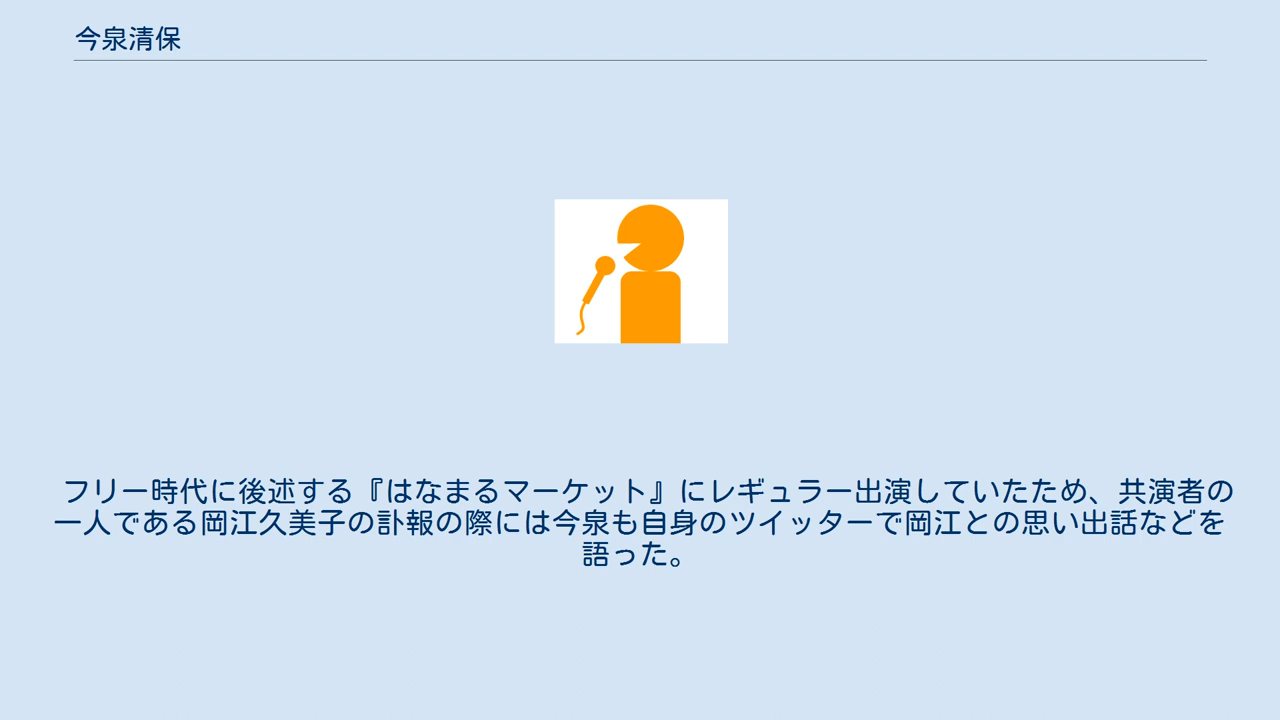 今泉清保
フリー時代に後述する『はなまるマーケット』にレギュラー出演していたため、共演者の
一人である岡江久美子の訃報の際には今泉も自身のツイッターで岡江との思い出話などを
語った。